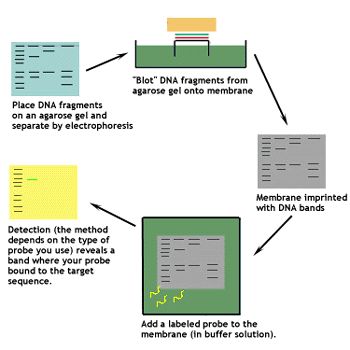 Place DNA fragments
on an agarose gel and
separate by electrophoresis
"Blot" DNA fragments from
agarose gel onto membrane
Membrane imprinted
with DNA bands
Add a labeled probe to the
membrane (in buffer solution).
Detection (the method
depends on the type of
probe you use) reveals a
band where your probe
bound to the target
sequence.